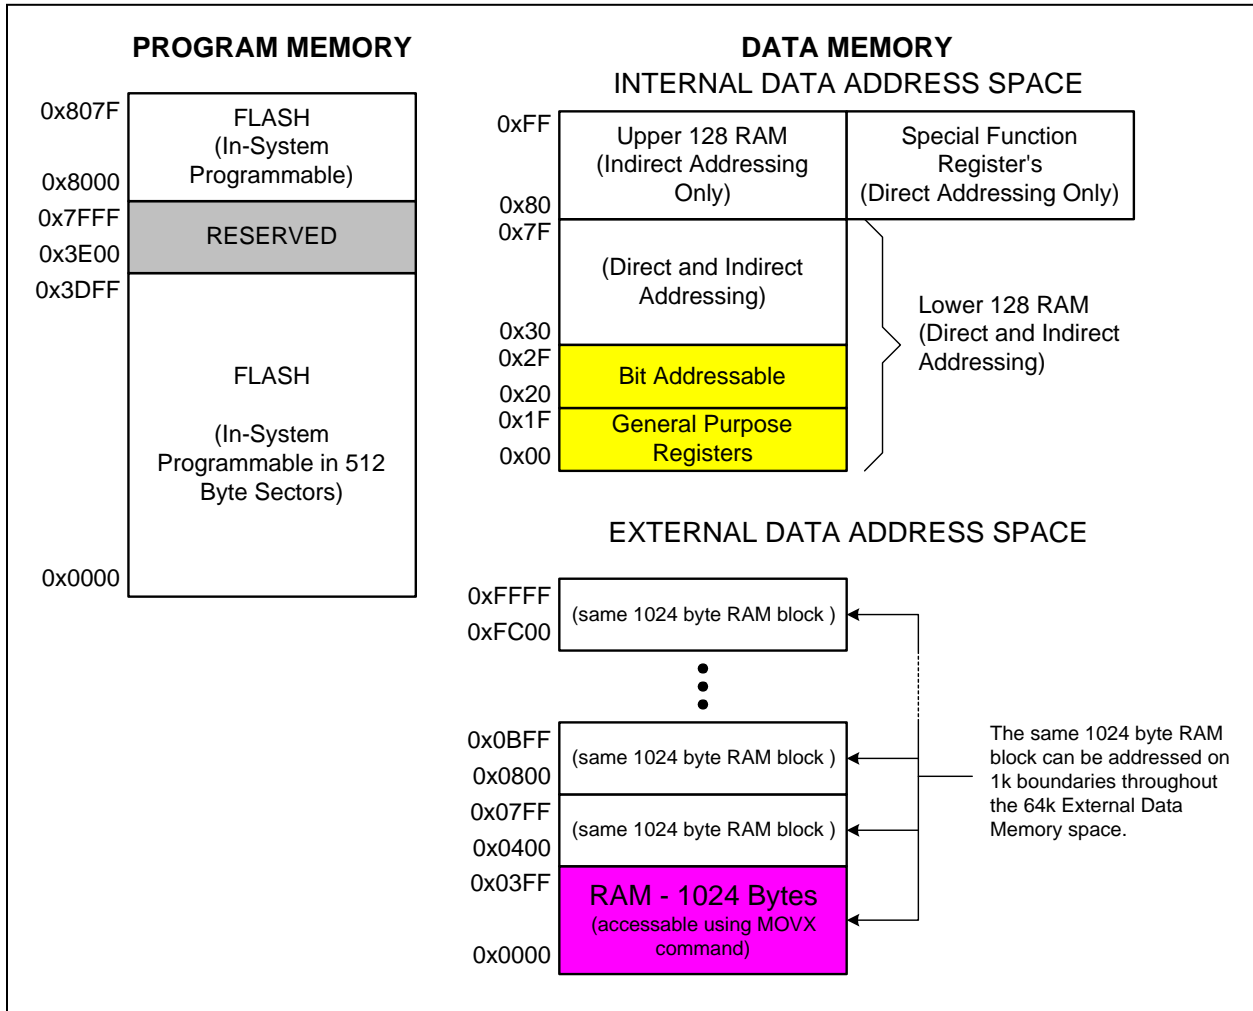 PROGRAM MEMORY
0x807F
FLASH
(In-System
Programmable)
0x8000
0x7FFF
RESERVED
0x3E00
0x3DFF
FLASH
(In-System
Programmable in 512
Byte Sectors)
0x0000
DATA MEMORY
INTERNAL DATA ADDRESS SPACE
0xFF
Upper 128 RAM
(Indirect Addressing
Only)
0x80
Special Function
Register's
(Direct Addressing Only)
0x7F
(Direct and Indirect
Addressing)
0x30
0x2F
Bit Addressable
0x20
0x1F
General Purpose
Registers
0x00
Lower 128 RAM
(Direct and Indirect
Addressing)
EXTERNAL DATA ADDRESS SPACE
0xFFFF
(same 1024 byte RAM block )
0xFC00
0x0BFF
(same 1024 byte RAM block )
0x0800
0x07FF
(same 1024 byte RAM block )
0x0400
0x03FF
RAM - 1024 Bytes
(accessable using MOVX
command)
0x0000
The same 1024 byte RAM
block can be addressed on
1k boundaries throughout
the 64k External Data
Memory space.